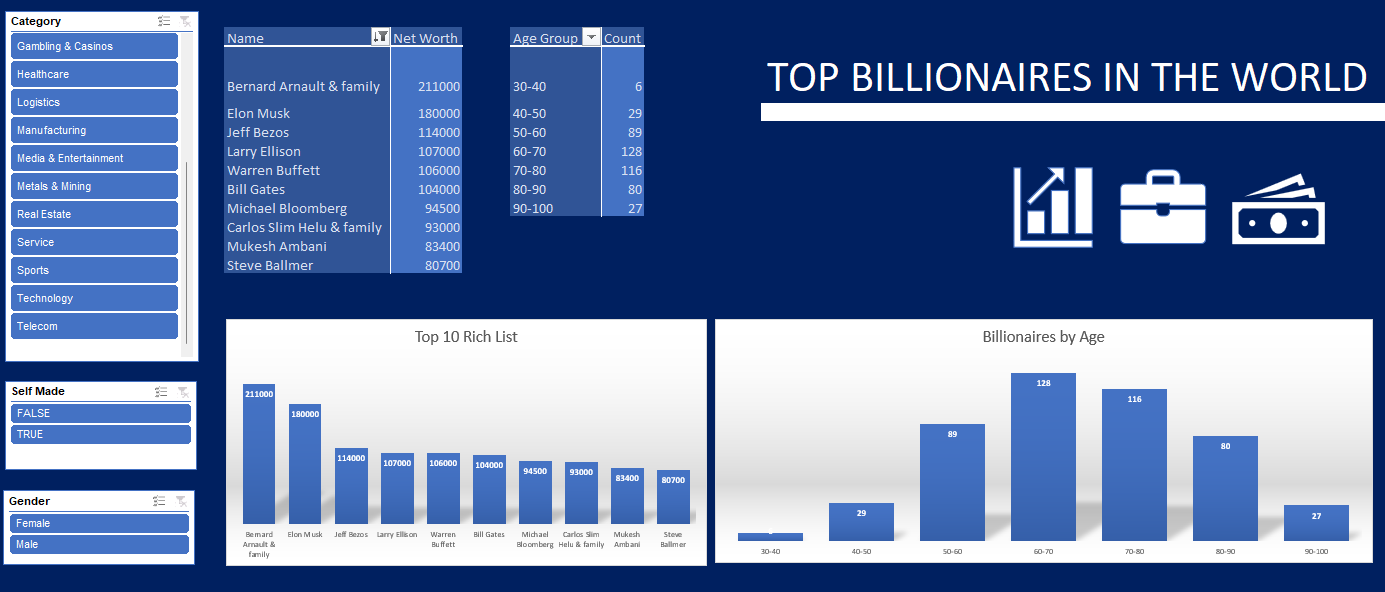 Category
Gambling & Casinos
Healthcare
Logistics
Manufacturing
Media & Entertainment
Metals & Mining
Real Estate
Service
Sports
Technology
Telecom
Self Made
FALSE
TRUE
Gender
Female
Male
Name Net Worth
Bernard Arnault & family 211000
Elon Musk 180000
Jeff Bezos 114000
Larry Ellison 107000
Warren Buffett 106000
Bill Gates 104000
Michael Bloomberg 94500
Carlos Slim Helu & family 93000
Mukesh Ambani 83400
Steve Ballmer 80700
Age Group Count
30-40 6
40-50 29
50-60 89
60-70 128
70-80 116
80-90 80
90-100 27
TOP BILLIONAIRES IN THE WORLD
Top 10 Rich List
211000
180000
114000
107000
106000
104000
94500
93000
83400
80700
Bernard
Arnault &
family
Elon Musk
Jeff Bezos
Larry Ellison
Warren
Buffett
Bill Gates
Michael
Bloomberg
Carlos Slim
Helu & family
Mukesh
Ambani
Steve
Ballmer
Billionaires by Age
29
89
128
116
80
27
30-40
40-50
50-60
60-70
70-80
80-90
90-100